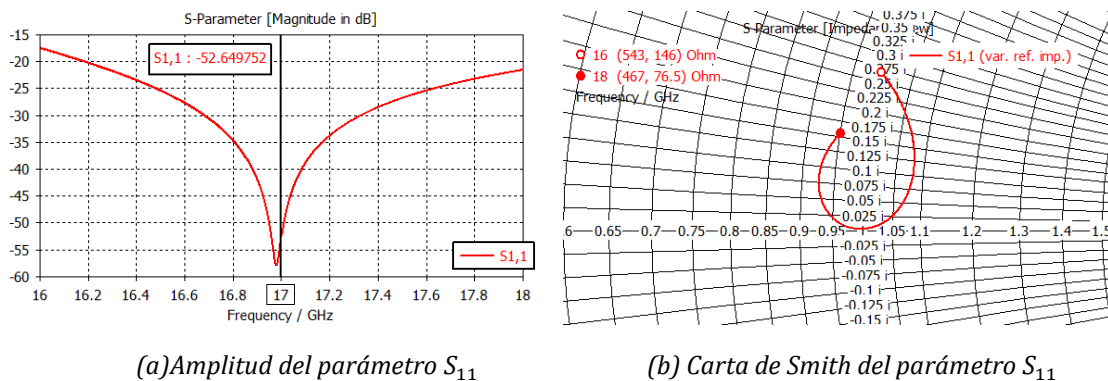 S-Parameter [Magnitude in dB]
-15
-20
-25
-30
-35
-40
-45
-50
-55
-60
S1,1 : -52.649752
S1,1
16
16.2
16.4
16.6
16.8
17
17.2
17.4
17.6
17.8
18
Frequency / GHz
(a)Amplitud del parámetro S₁₁
S-Parameter [Impedan
ew]
16 (543, 146) Ohm
18 (467, 76.5) Ohm
Frequency / GHz
S1,1 (var. ref. imp.)
0.375 i
0.35 i
0.325 i
0.3 i
0.275 i
0.25 i
0.225 i
0.2 i
0.175 i
0.15 i
0.125 i
0.1 i
0.075 i
0.05 i
0.025 i
6
0.65
0.7
0.75
0.8
0.85
0.9
0.95
1
1.05
1.1
1.2
1.3
1.4
1.5
-0.025 i
-0.05 i
-0.075 i
-0.1 i
-0.125 i
-0.15 i
(b) Carta de Smith del parámetro S₁₁